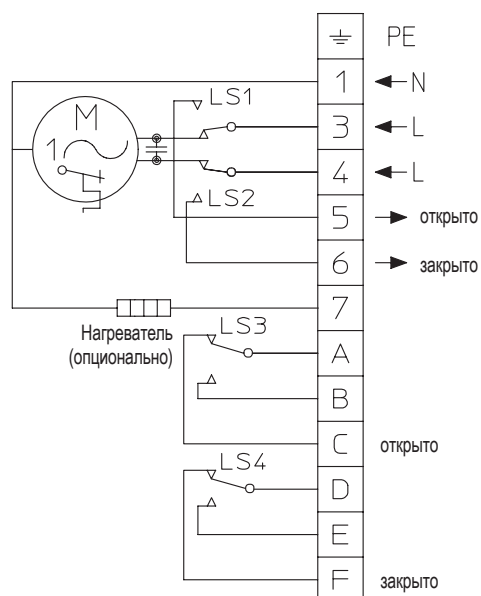 PE
1 N
LS1
M
3 L
1
4 L
LS2
5 открыто
6 закрыто
7
Нагреватель
(опционально)
LS3
A
B
C открыто
LS4
D
E
F закрыто